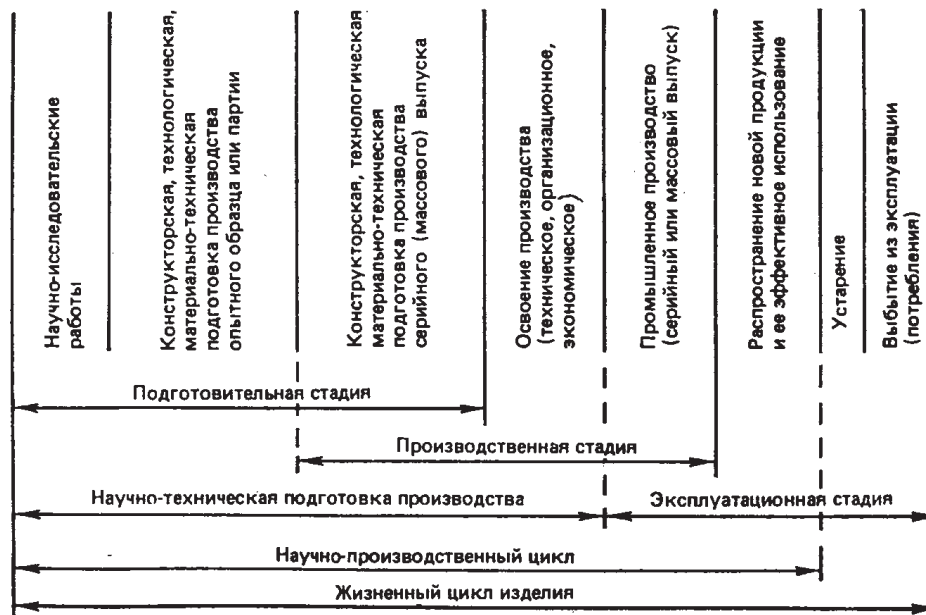 Научно-исследовательские
работы
Конструкторская, технологическая,
материально-техническая
подготовка производства
опытного образца или партии
Конструкторская, технологическая
материально-техническая
подготовка производства
серийного (массового) выпуска
Освоение производства
(техническое, организационное,
экономическое)
Промышленное производство
(серийный или массовый выпуск)
Распространение новой продукции
и ее эффективное использование
Устарение
Выбытие из эксплуатации
(потребления)
Подготовительная стадия
Производственная стадия
Научно-техническая подготовка производства
Эксплуатационная стадия
Научно-производственный цикл
Жизненный цикл изделия